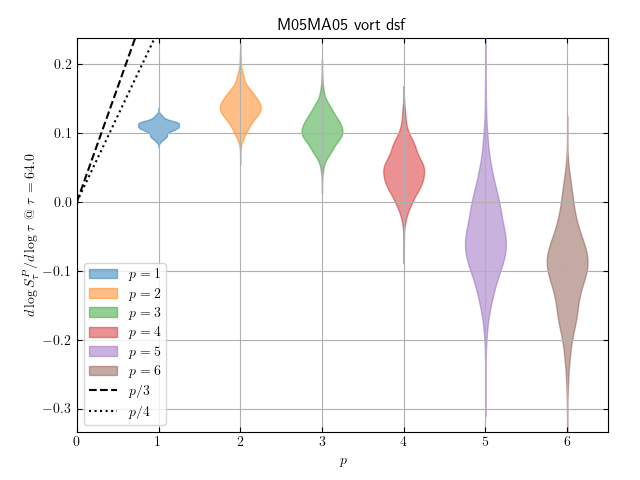 M05MA05 vort dsf
d log S_τ^P / d log τ @ τ = 64.0
0.2
0.1
0.0
−0.1
−0.2
−0.3
p = 1
p = 2
p = 3
p = 4
p = 5
p = 6
p/3
p/4
0 1 2 3 4 5 6
p